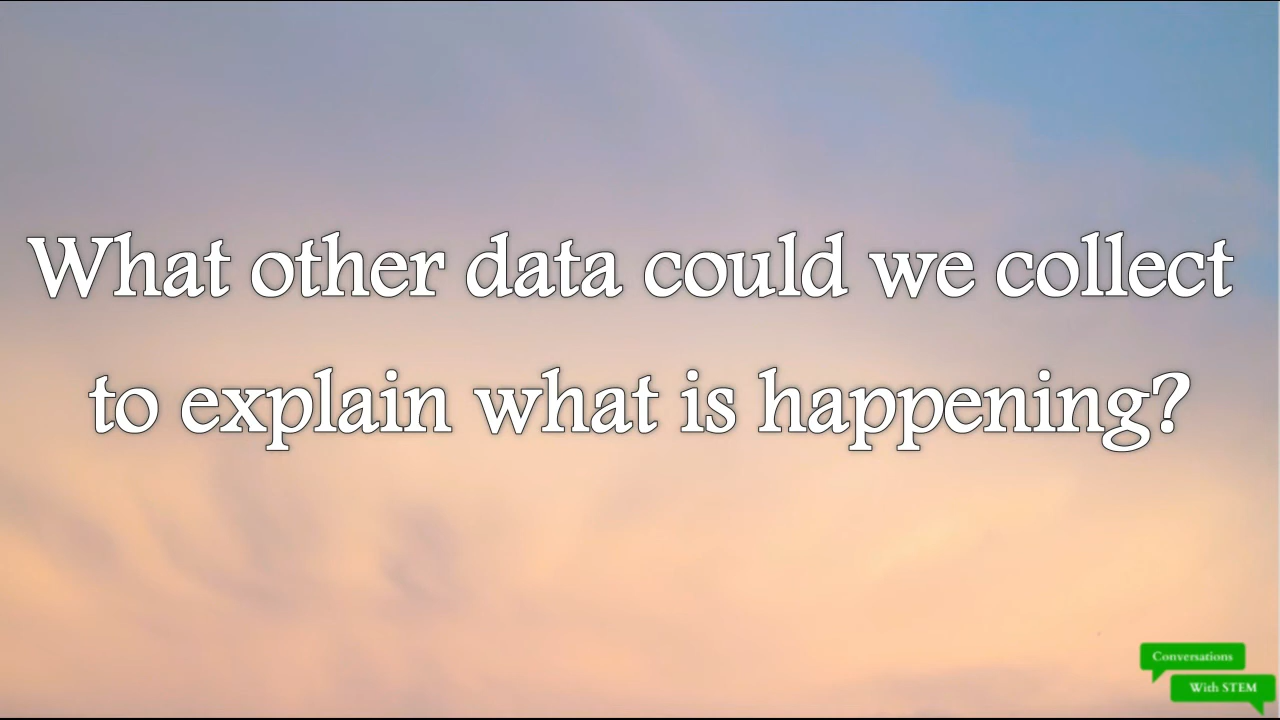 What other data could we collect
to explain what is happening?
Conversations
With STEM